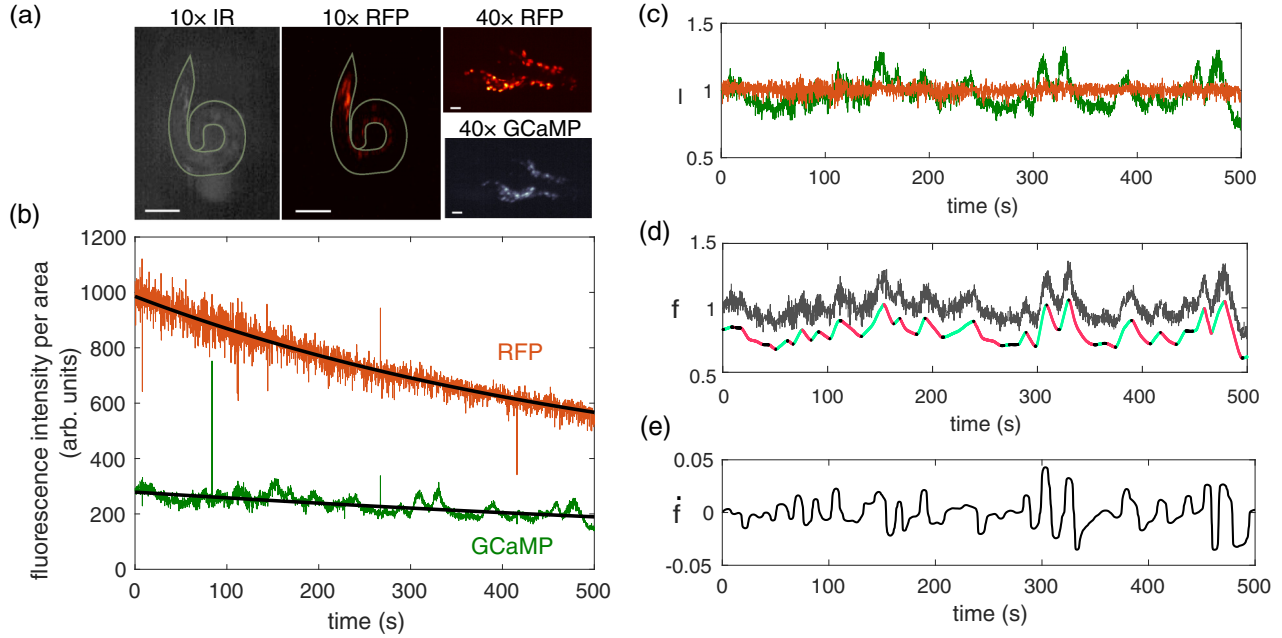 (a)
10× IR
10× RFP
40× RFP
40× GCaMP
(b)
fluorescence intensity per area
(arb. units)
1200
1000
800
600
400
200
0
RFP
GCaMP
0
100
200
300
400
500
time (s)
(c)
I
1.5
1
0.5
0
100
200
300
400
500
time (s)
(d)
f
1.5
1.0
0.5
0
100
200
300
400
500
time (s)
(e)
ḟ
0.05
0
-0.05
0
100
200
300
400
500
time (s)